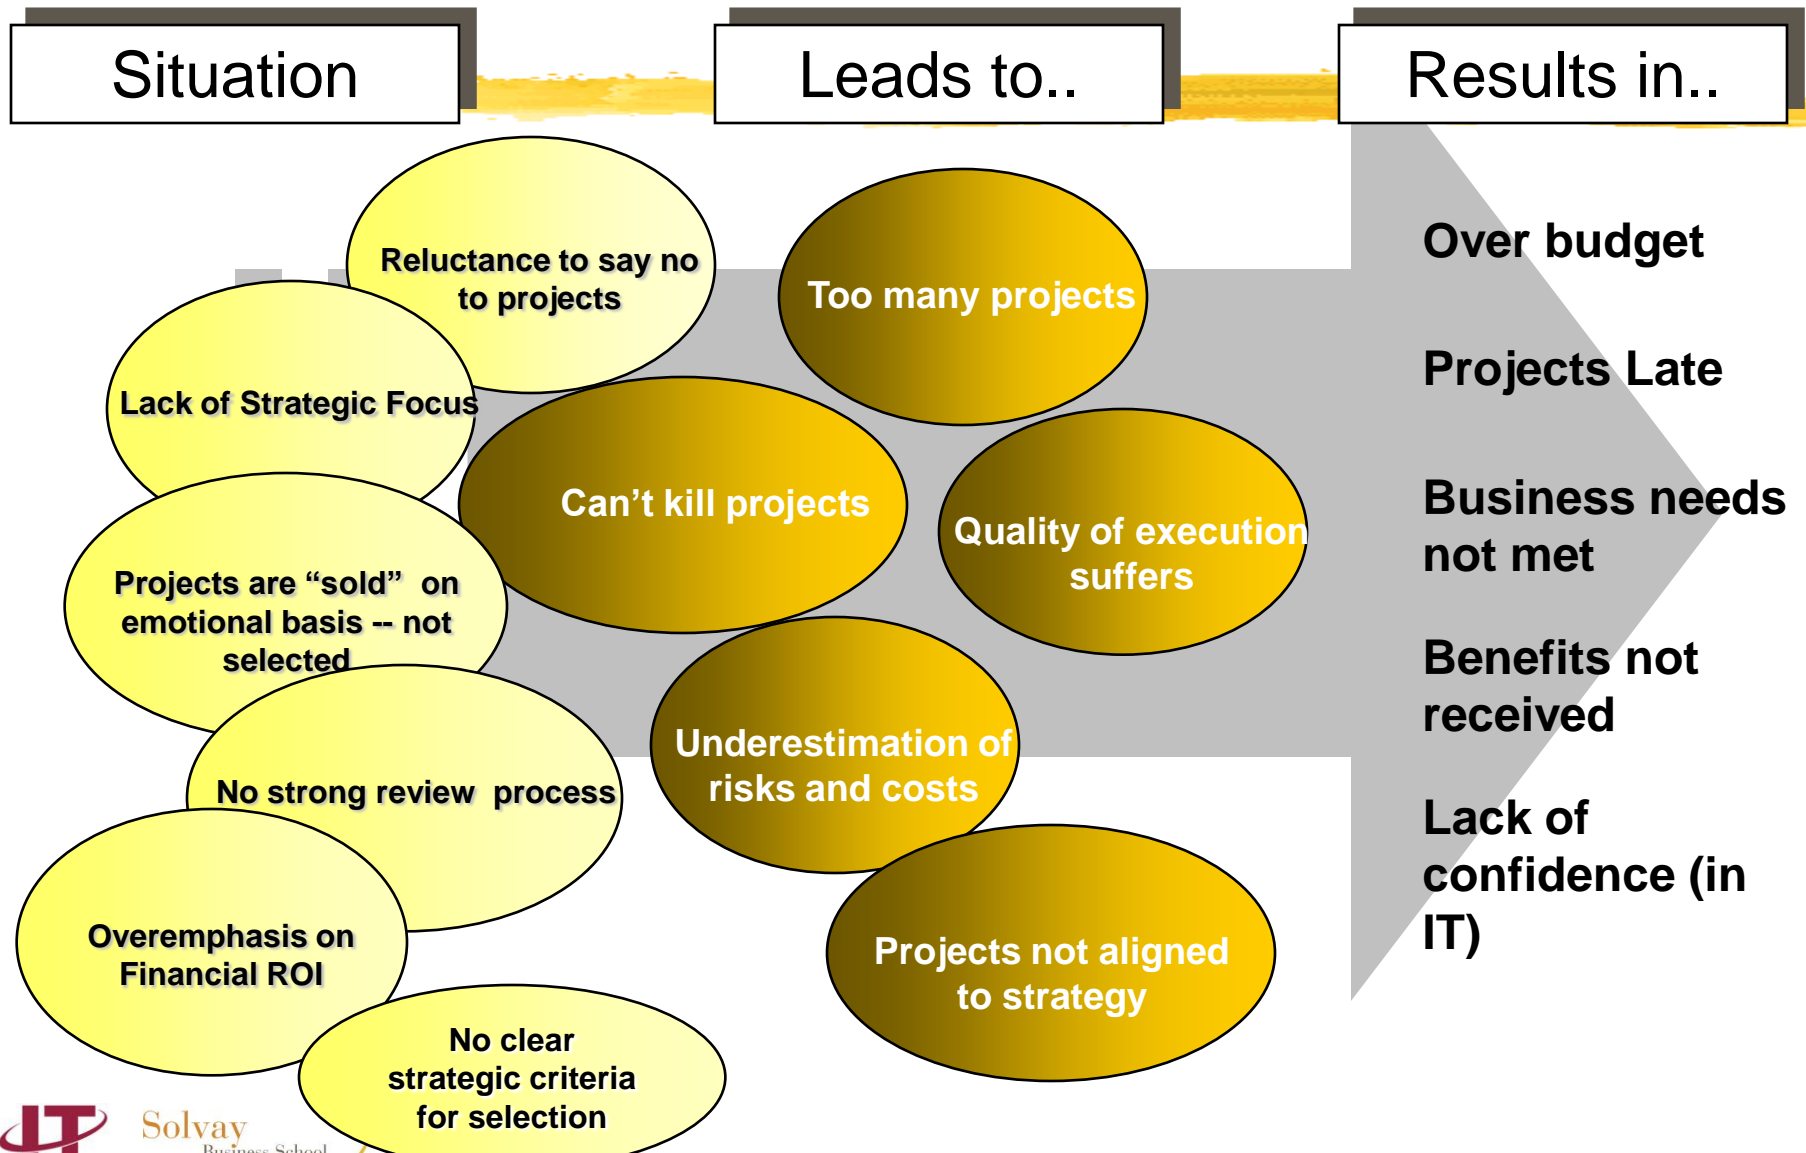 Situation
Leads to..
Results in..
Reluctance to say no
to projects
Lack of Strategic Focus
Projects are “sold”  on
emotional basis -- not
selected
No strong review  process
Overemphasis on
Financial ROI
No clear
strategic criteria
for selection
Too many projects
Can’t kill projects
Quality of execution
suffers
Underestimation of
risks and costs
Projects not aligned
to strategy
Over budget
Projects Late
Business needs
not met
Benefits not
received
Lack of
confidence (in
IT)
IT
Solvay
Business School